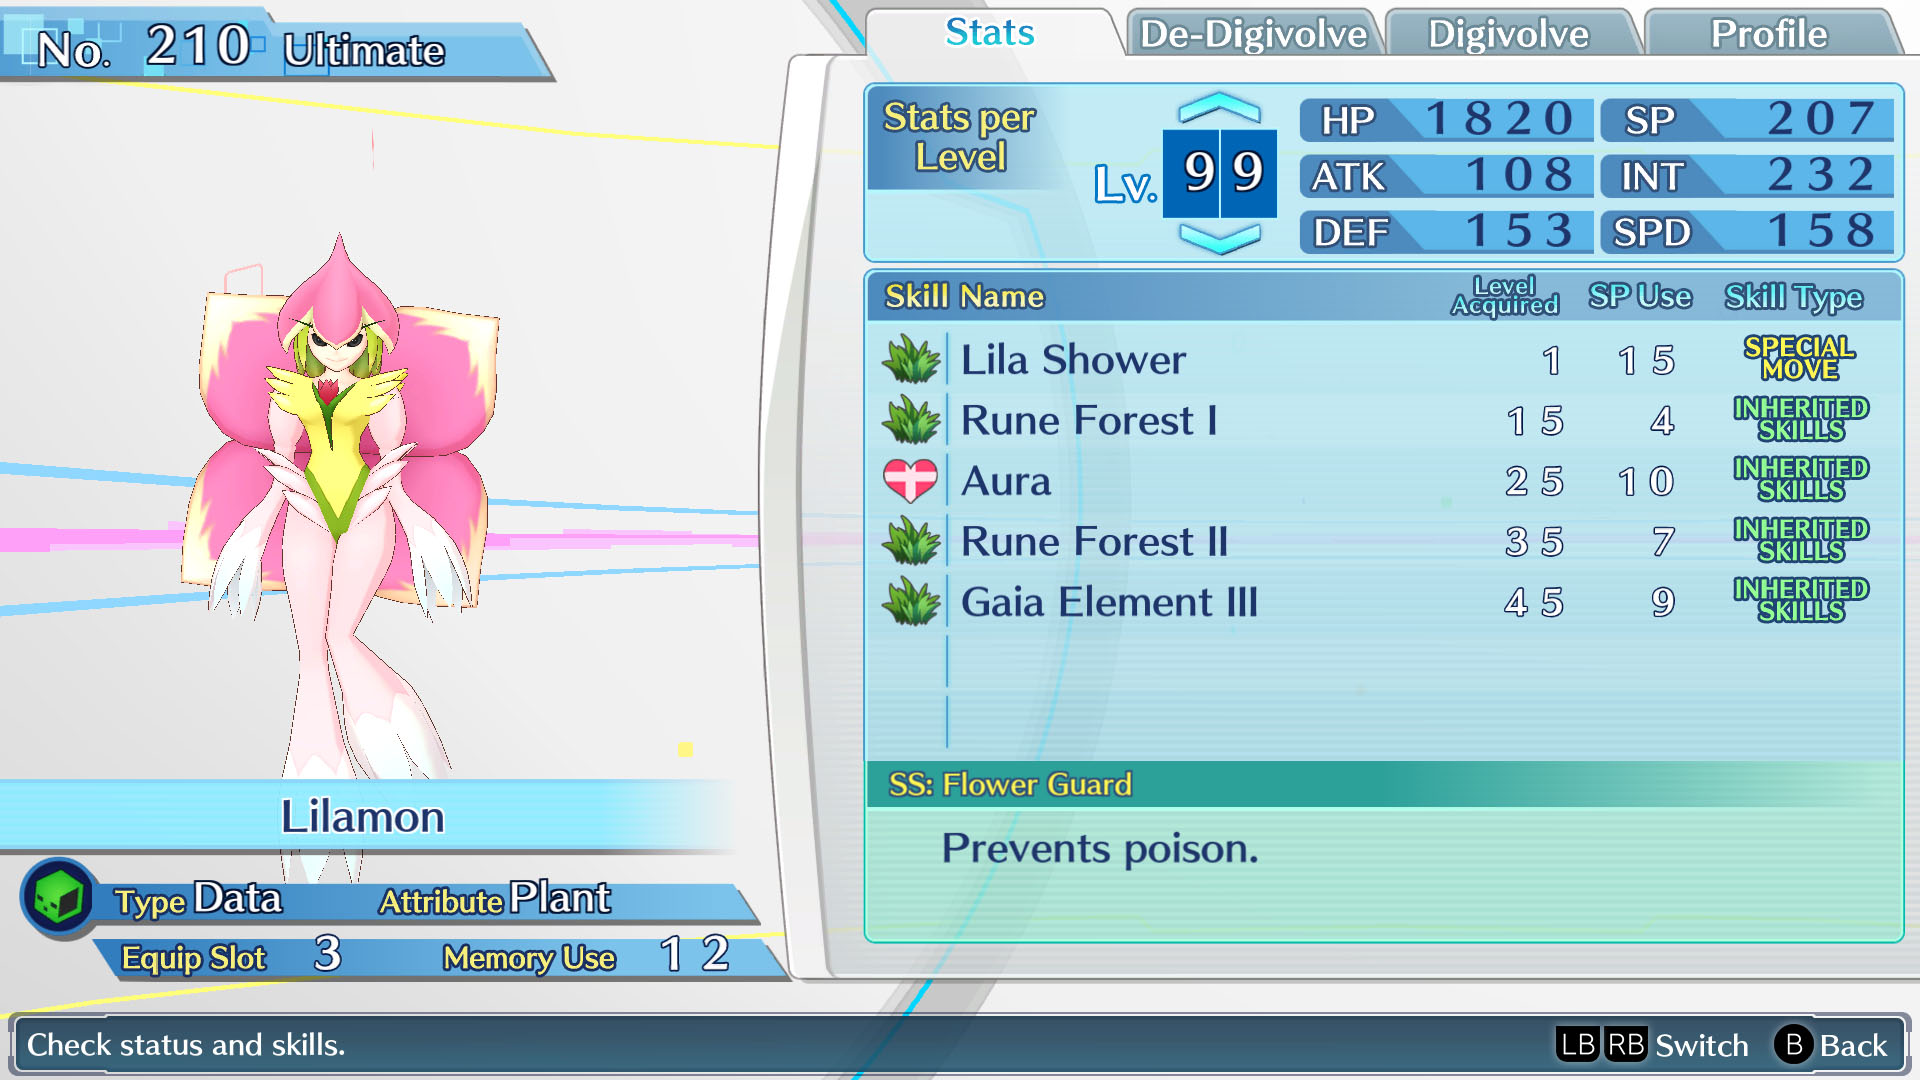 No. 210 Ultimate
Stats De-Digivolve Digivolve Profile
Stats per
Level
Lv. 99
HP 1820 SP 207
ATK 108 INT 232
DEF 153 SPD 158
Skill Name Level Acquired SP Use Skill Type
Lila Shower 1 15 SPECIAL MOVE
Rune Forest I 15 4 INHERITED SKILLS
Aura 25 10 INHERITED SKILLS
Rune Forest II 35 7 INHERITED SKILLS
Gaia Element III 45 9 INHERITED SKILLS
SS: Flower Guard
Prevents poison.
Lilamon
Type Data Attribute Plant
Equip Slot 3 Memory Use 12
Check status and skills.
LB RB Switch B Back